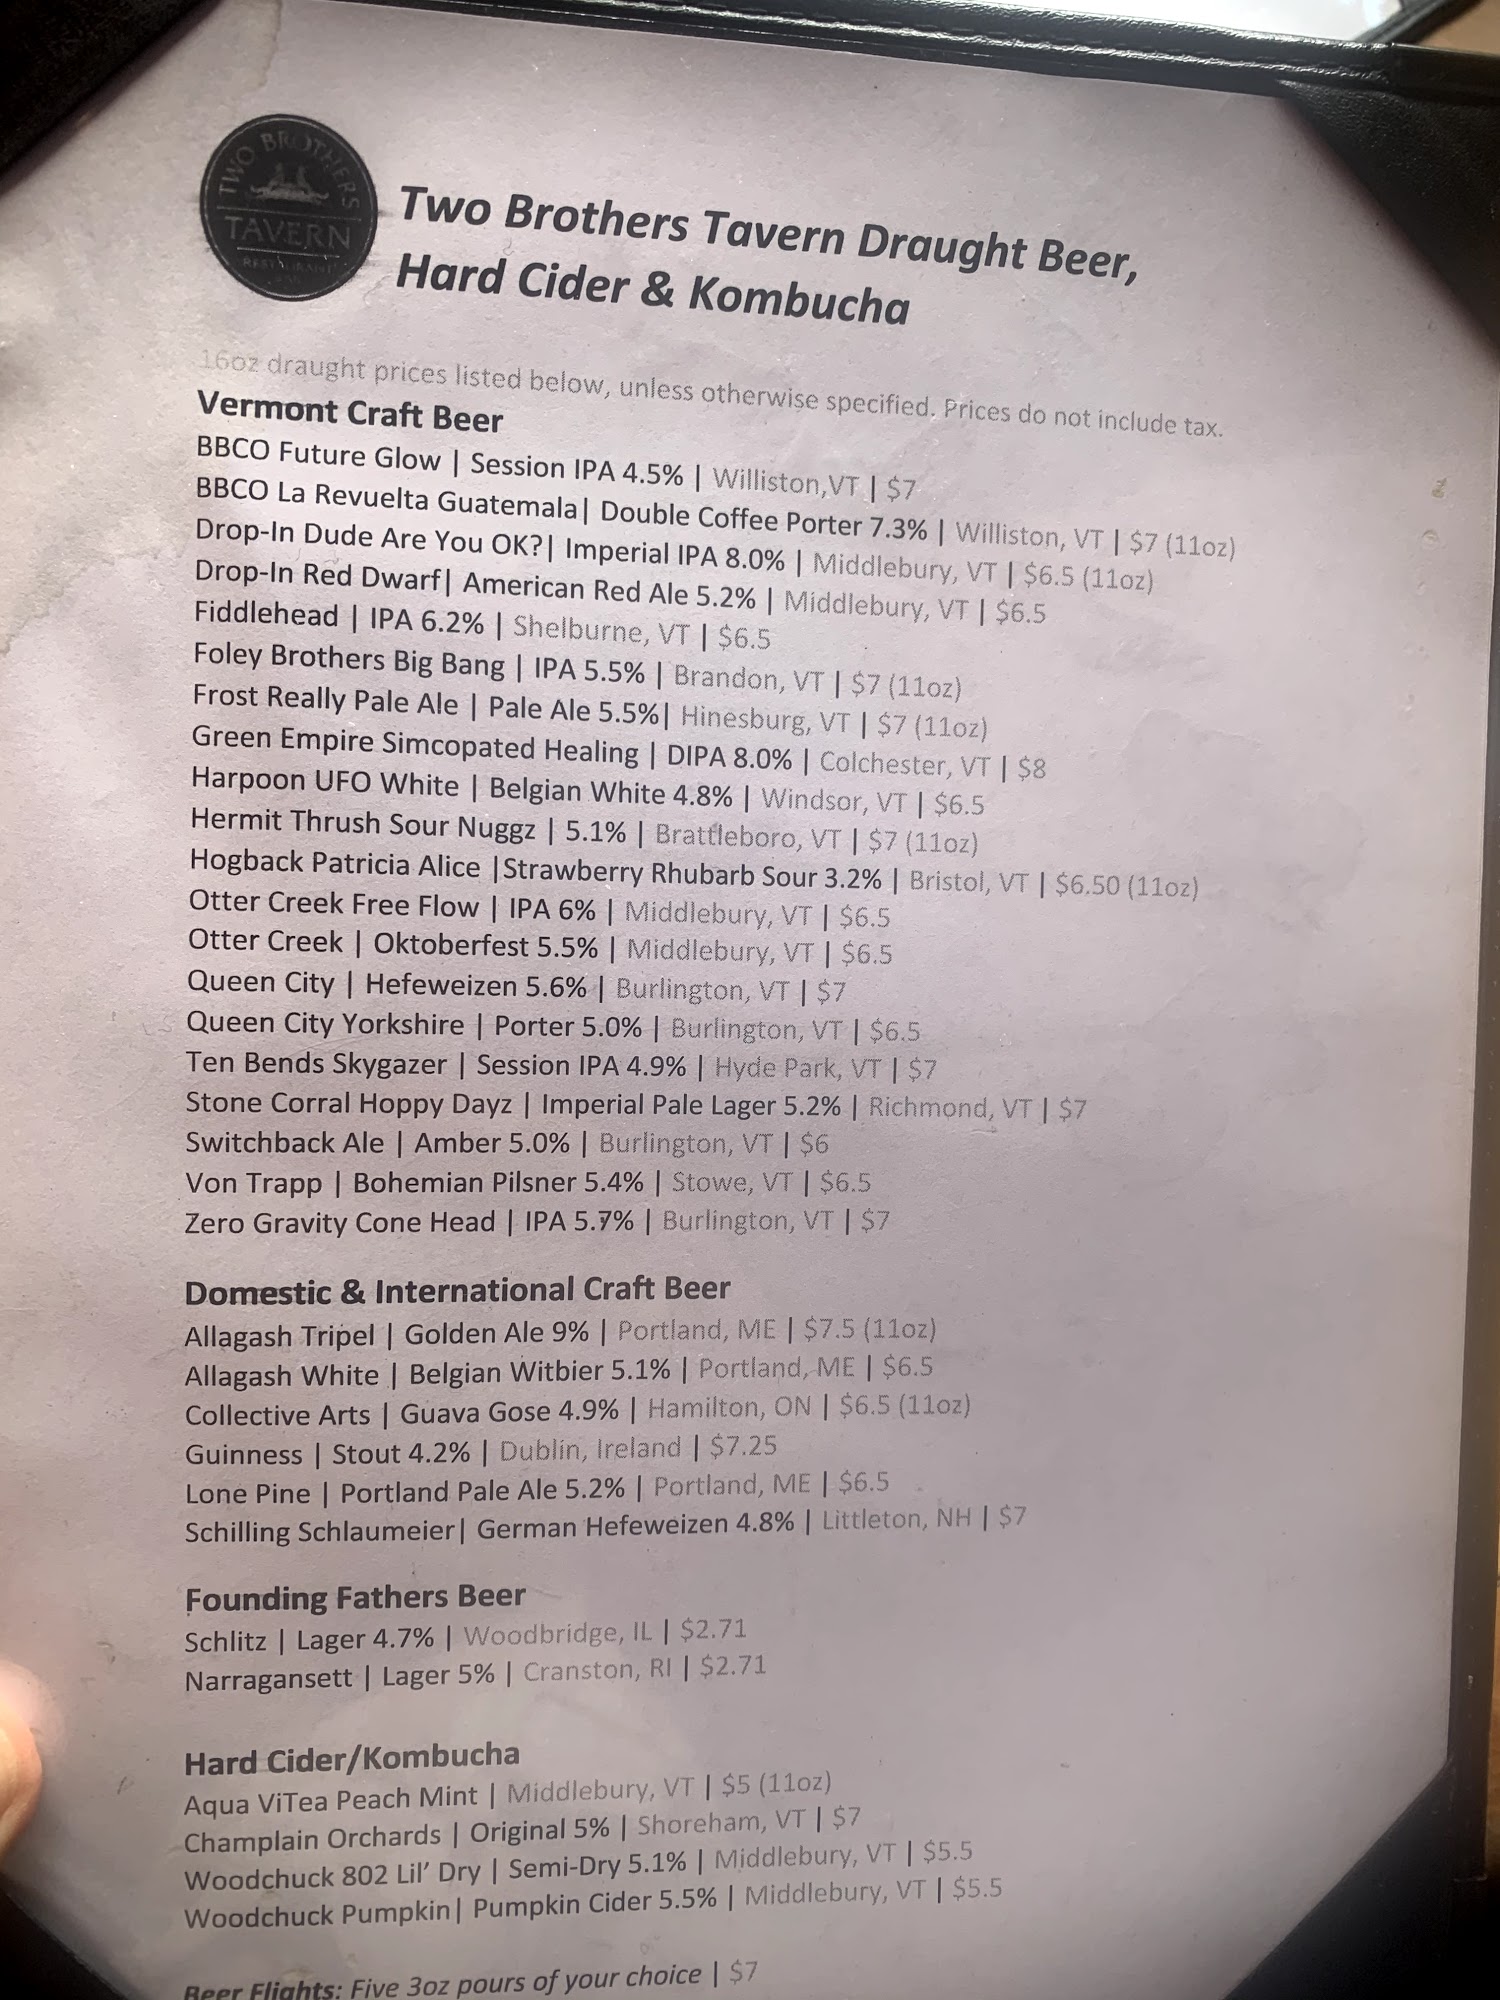 TWO BROTHERS
TAVERN
Two Brothers Tavern Draught Beer,
Hard Cider & Kombucha
16oz draught prices listed below, unless otherwise specified. Prices do not include tax.
Vermont Craft Beer
BBCO Future Glow | Session IPA 4.5% | Williston,VT | $7
BBCO La Revuelta Guatemala| Double Coffee Porter 7.3% | Williston, VT | $7 (11oz)
Drop-In Dude Are You OK?| Imperial IPA 8.0% | Middlebury, VT | $6.5 (11oz)
Drop-In Red Dwarf| American Red Ale 5.2% | Middlebury, VT | $6.5
Fiddlehead | IPA 6.2% | Shelburne, VT | $6.5
Foley Brothers Big Bang | IPA 5.5% | Brandon, VT | $7 (11oz)
Frost Really Pale Ale | Pale Ale 5.5%| Hinesburg, VT | $7 (11oz)
Green Empire Simcopated Healing | DIPA 8.0% | Colchester, VT | $8
Harpoon UFO White | Belgian White 4.8% | Windsor, VT | $6.5
Hermit Thrush Sour Nuggz | 5.1% | Brattleboro, VT | $7 (11oz)
Hogback Patricia Alice |Strawberry Rhubarb Sour 3.2% | Bristol, VT | $6.50 (11oz)
Otter Creek Free Flow | IPA 6% | Middlebury, VT | $6.5
Otter Creek | Oktoberfest 5.5% | Middlebury, VT | $6.5
Queen City | Hefeweizen 5.6% | Burlington, VT | $7
Queen City Yorkshire | Porter 5.0% | Burlington, VT | $6.5
Ten Bends Skygazer | Session IPA 4.9% | Hyde Park, VT | $7
Stone Corral Hoppy Dayz | Imperial Pale Lager 5.2% | Richmond, VT | $7
Switchback Ale | Amber 5.0% | Burlington, VT | $6
Von Trapp | Bohemian Pilsner 5.4% | Stowe, VT | $6.5
Zero Gravity Cone Head | IPA 5.7% | Burlington, VT | $7
Domestic & International Craft Beer
Allagash Tripel | Golden Ale 9% | Portland, ME | $7.5 (11oz)
Allagash White | Belgian Witbier 5.1% | Portland, ME | $6.5
Collective Arts | Guava Gose 4.9% | Hamilton, ON | $6.5 (11oz)
Guinness | Stout 4.2% | Dublin, Ireland | $7.25
Lone Pine | Portland Pale Ale 5.2% | Portland, ME | $6.5
Schilling Schlaumeier| German Hefeweizen 4.8% | Littleton, NH | $7
Founding Fathers Beer
Schlitz | Lager 4.7% | Woodbridge, IL | $2.71
Narragansett | Lager 5% | Cranston, RI | $2.71
Hard Cider/Kombucha
Aqua ViTea Peach Mint | Middlebury, VT | $5 (11oz)
Champlain Orchards | Original 5% | Shoreham, VT | $7
Woodchuck 802 Lil' Dry | Semi-Dry 5.1% | Middlebury, VT | $5.5
Woodchuck Pumpkin| Pumpkin Cider 5.5% | Middlebury, VT | $5.5
Beer Flights: Five 3oz pours of your choice | $7